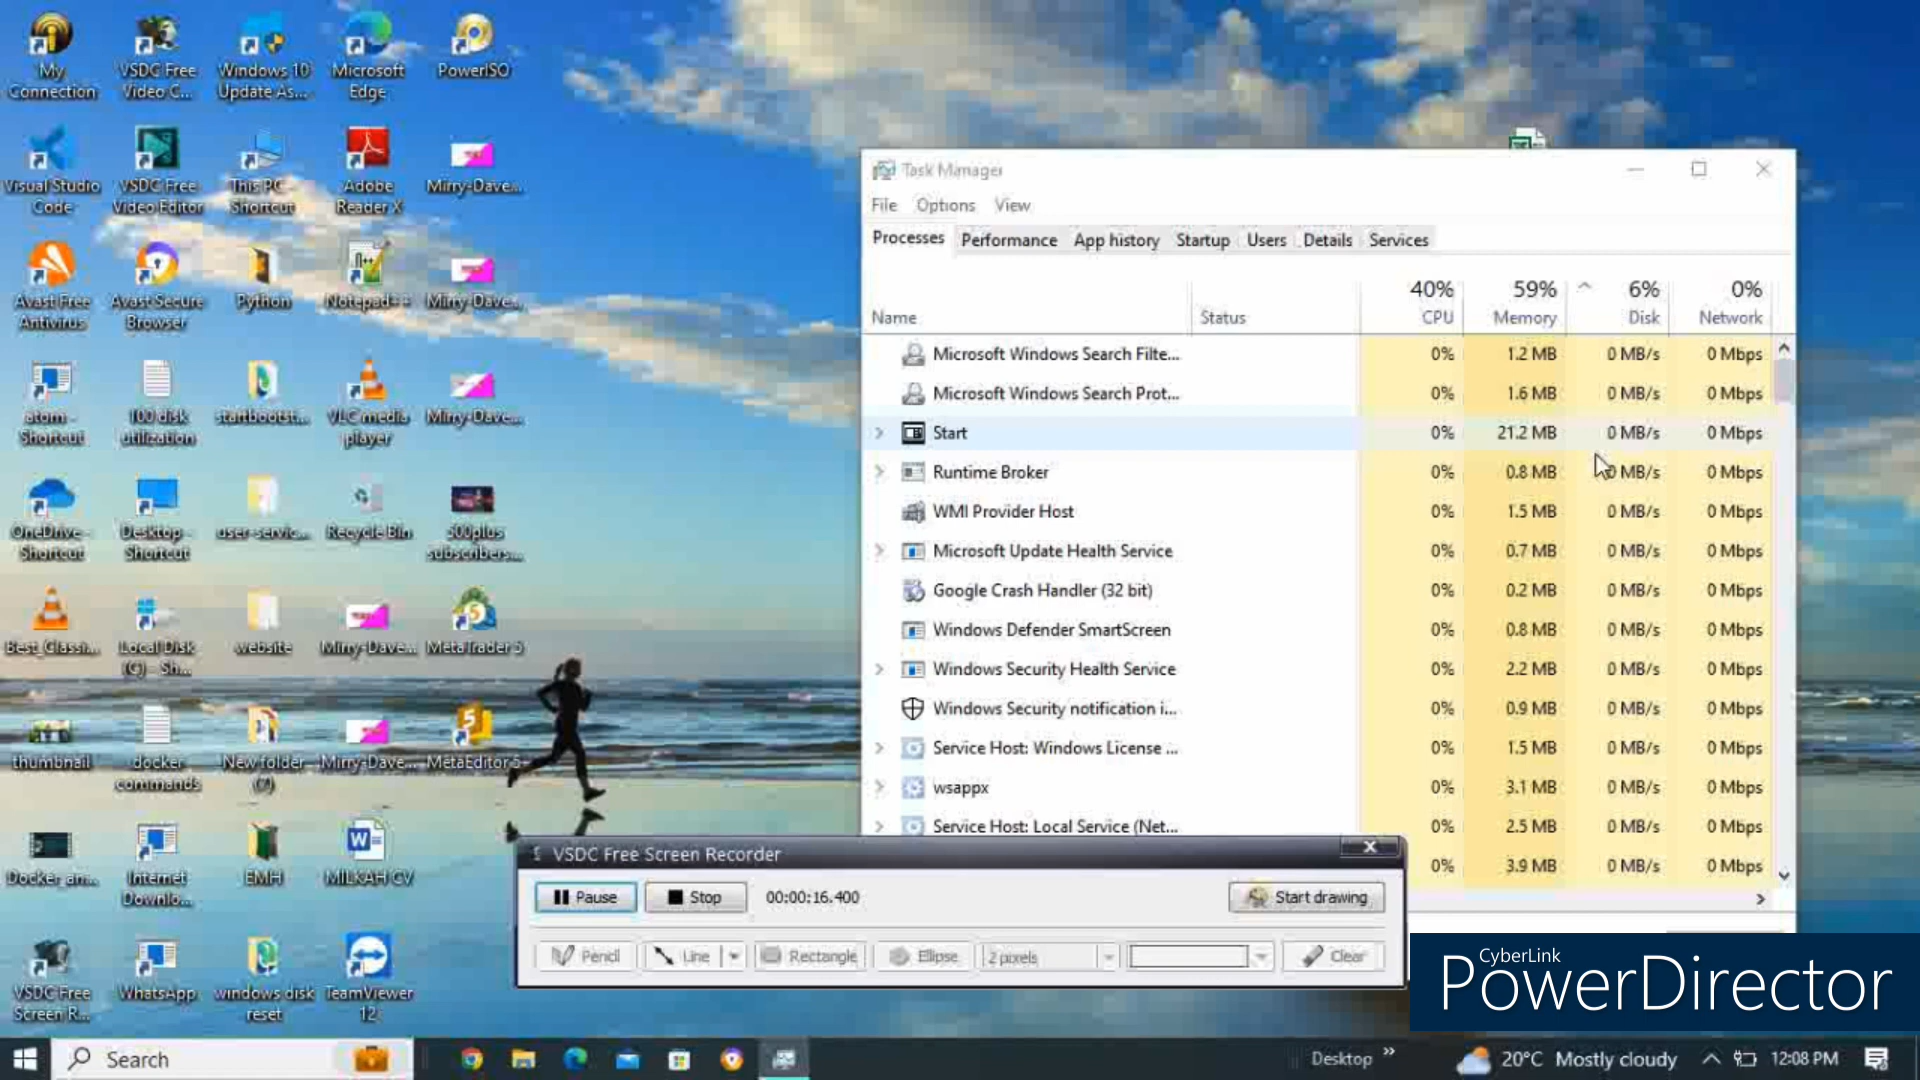 My
Connection
VSDC Free
Video C...
Windows 10
Update As...
Microsoft
Edge
PowerISO
Visual Studio
Code
VSDC Free
Video Editor
This PC -
Shortcut
Adobe
Reader X
Mirry-Dave...
Avast Free
Antivirus
Avast Secure
Browser
Python
Notepad++
Mirry-Dave...
atom -
Shortcut
100 disk
utilization
startbootst...
VLC media
player
Mirry-Dave...
OneDrive -
Shortcut
Desktop -
Shortcut
user-servic...
Recycle Bin
500plus
subscribers...
Best_Classi...
Local Disk
(C) - Sh...
website
Mirry-Dave...
MetaTrader 5
thumbnail
docker
commands
New folder
(7)
Mirry-Dave...
MetaEditor 5
Docker an...
Internet
Downlo...
EMH
MILKAH CV
VSDC Free
Screen R...
WhatsApp
windows disk
reset
TeamViewer
12
Task Manager
File Options View
Processes Performance App history Startup Users Details Services
40% 59% 6% 0%
Name Status CPU Memory Disk Network
Microsoft Windows Search Filte... 0% 1.2 MB 0 MB/s 0 Mbps
Microsoft Windows Search Prot... 0% 1.6 MB 0 MB/s 0 Mbps
Start 0% 21.2 MB 0 MB/s 0 Mbps
Runtime Broker 0% 0.8 MB 0 MB/s 0 Mbps
WMI Provider Host 0% 1.5 MB 0 MB/s 0 Mbps
Microsoft Update Health Service 0% 0.7 MB 0 MB/s 0 Mbps
Google Crash Handler (32 bit) 0% 0.2 MB 0 MB/s 0 Mbps
Windows Defender SmartScreen 0% 0.8 MB 0 MB/s 0 Mbps
Windows Security Health Service 0% 2.2 MB 0 MB/s 0 Mbps
Windows Security notification i... 0% 0.9 MB 0 MB/s 0 Mbps
Service Host: Windows License ... 0% 1.5 MB 0 MB/s 0 Mbps
wsappx 0% 3.1 MB 0 MB/s 0 Mbps
Service Host: Local Service (Net... 0% 2.5 MB 0 MB/s 0 Mbps
0% 3.9 MB 0 MB/s 0 Mbps
VSDC Free Screen Recorder
Pause Stop 00:00:16.400 Start drawing
Pencil Line Rectangle Ellipse 2 pixels Clear
CyberLink
PowerDirector
Search
Desktop
20°C Mostly cloudy
12:08 PM